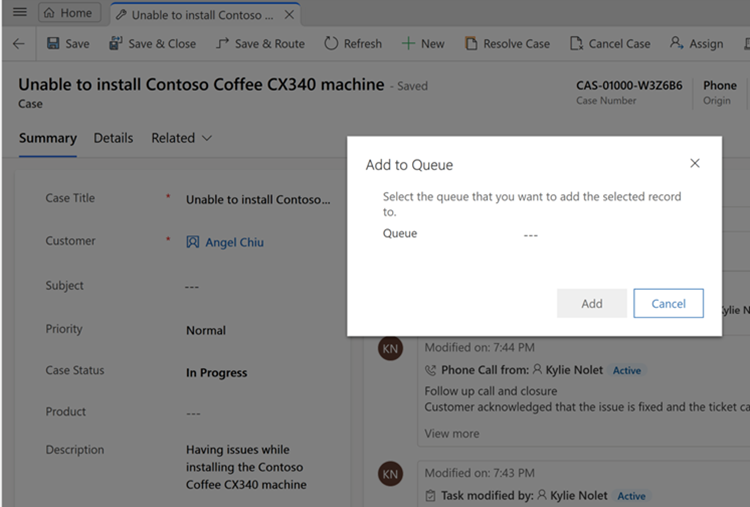 Home
Unable to install Contoso Coffee ...
Save
Save & Close
Save & Route
Refresh
New
Resolve Case
Cancel Case
Assign
Unable to install Contoso Coffee CX340 machine - Saved
Case
CAS-01000-W3Z6B6
Case Number
Phone
Origin
Summary
Details
Related
Add to Queue
Select the queue that you want to add the selected record
to.
Queue
---
Add
Cancel
Case Title
*
Unable to install Contoso...
Customer
*
Angel Chiu
Subject
---
Priority
Normal
Case Status
In Progress
Product
---
Description
Having issues while
installing the Contoso
Coffee CX340 machine
KN
Modified on: 7:44 PM
Phone Call from: Kylie Nolet Active
Follow up call and closure
Customer acknowledged that the issue is fixed and the ticket ca
View more
KN
Modified on: 7:43 PM
Task modified by: Kylie Nolet Active